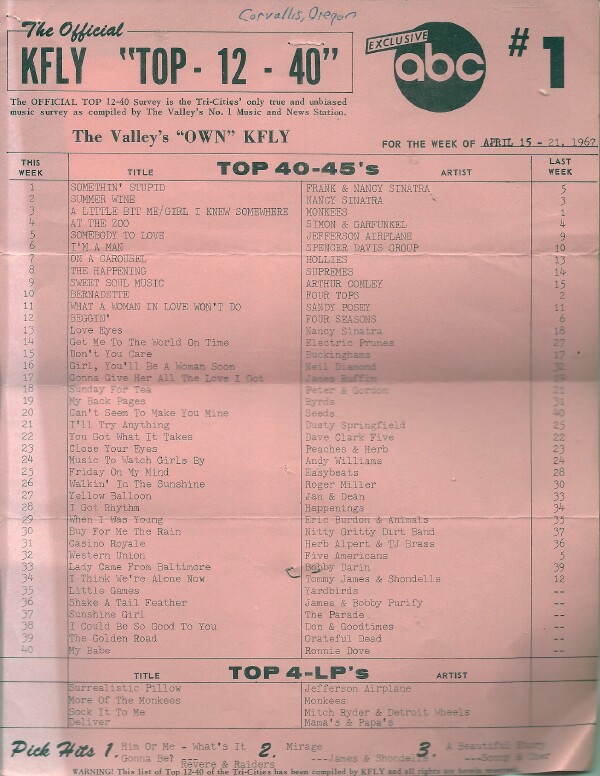 Corvallis, Oregon
The Official
KFLY "TOP - 12 - 40"
EXCLUSIVE
abc
# 1
The OFFICIAL TOP 12-40 Survey is the Tri-Cities' only true and unbiased
music survey as compiled by The Valley's No. 1 Music and News Station.
The Valley's "OWN" KFLY
FOR THE WEEK OF APRIL 15 - 21, 1967
THIS WEEK TITLE TOP 40-45's ARTIST LAST WEEK
1 SOMETHIN' STUPID FRANK & NANCY SINATRA 5
2 SUMMER WINE NANCY SINATRA 3
3 A LITTLE BIT ME/GIRL I KNEW SOMEWHERE MONKEES 1
4 AT THE ZOO SIMON & GARFUNKEL 4
5 SOMEBODY TO LOVE JEFFERSON AIRPLANE 9
6 I'M A MAN SPENCER DAVIS GROUP 10
7 ON A CAROUSEL HOLLIES 13
8 THE HAPPENING SUPREMES 14
9 SWEET SOUL MUSIC ARTHUR CONLEY 15
10 BERNADETTE FOUR TOPS 2
11 WHAT A WOMAN IN LOVE WON'T DO SANDY POSEY 11
12 BEGGIN' FOUR SEASONS 6
13 Love Eyes Nancy Sinatra 18
14 Get Me To The World On Time Electric Prunes 27
15 Don't You Care Buckinghams 17
16 Girl, You'll Be A Woman Soon Neil Diamond 32
17 Gonna Give Her All The Love I Got James Ruffin 29
18 Sunday For Tea Peter & Gordon 21
19 My Back Pages Byrds 31
20 Can't Seem To Make You Mine Seeds 40
21 I'll Try Anything Dusty Springfield 25
22 You Got What It Takes Dave Clark Five 22
23 Close Your Eyes Peaches & Herb 23
24 Music To Watch Girls By Andy Williams 24
25 Friday On My Mind Easybeats 28
26 Walkin' In The Sunshine Roger Miller 30
27 Yellow Balloon Jan & Dean 33
28 I Got Rhythm Happenings 34
29 When I Was Young Eric Burdon & Animals 35
30 Buy For Me The Rain Nitty Gritty Dirt Band 37
31 Casino Royale Herb Alpert & TJ Brass 36
32 Western Union Five Americans 5
33 Lady Came From Baltimore Bobby Darin 39
34 I Think We're Alone Now Tommy James & Shondells 12
35 Little Games Yardbirds --
36 Shake A Tail Feather James & Bobby Purify --
37 Sunshine Girl The Parade --
38 I Could Be So Good To You Don & Goodtimes --
39 The Golden Road Grateful Dead --
40 My Babe Ronnie Dove --
TITLE TOP 4-LP's ARTIST
Surrealistic Pillow Jefferson Airplane
More Of The Monkees Monkees
Sock It To Me Mitch Ryder & Detroit Wheels
Deliver Mama's & Papa's
Pick Hits 1. Him Or Me - What's It 2. Mirage 3. A Beautiful Story
Gonna Be? --- ---James & Shondells ---Sonny & Cher
Revere & Raiders
WARNING! This list of Top 12-40 of the Tri-Cities has been compiled by KFLY and all rights are hereby reserved.